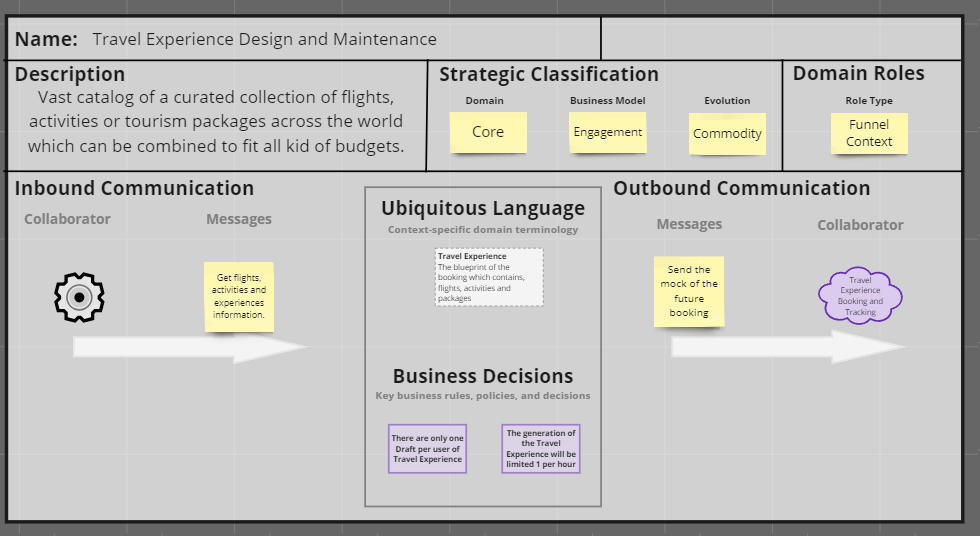 Name: Travel Experience Design and Maintenance
Description
Vast catalog of a curated collection of flights,
activities or tourism packages across the world
which can be combined to fit all kid of budgets.
Strategic Classification
Domain
Core
Business Model
Engagement
Evolution
Commodity
Domain Roles
Role Type
Funnel
Context
Inbound Communication
Collaborator
Messages
Get flights,
activities and
experiences
information.
Ubiquitous Language
Context-specific domain terminology
Travel Experience
The blueprint of the
booking which contains,
flights, activities and
packages
Business Decisions
Key business rules, policies, and decisions
There are only one
Draft per user of
Travel Experience
The generation of
the Travel
Experience will be
limited 1 per hour
Outbound Communication
Messages
Send the
mock of the
future
booking
Collaborator
Travel
Experience
Booking and
Tracking